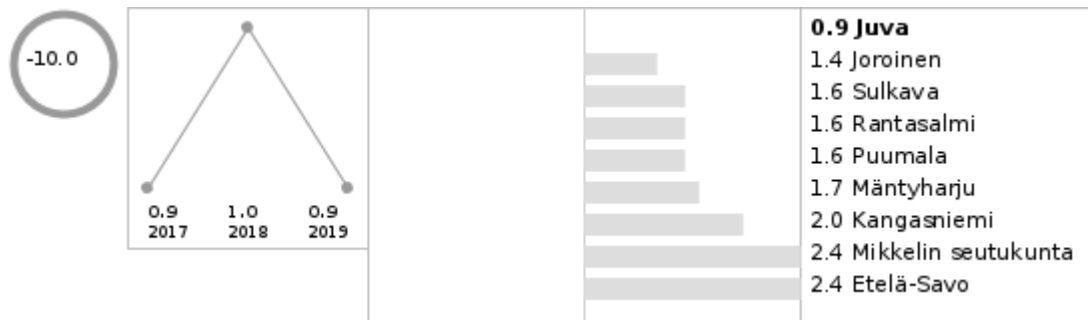 -10.0
0.9 1.0 0.9
2017 2018 2019
0.9 Juva
1.4 Joroinen
1.6 Sulkava
1.6 Rantasalmi
1.6 Puumala
1.7 Mäntyharju
2.0 Kangasniemi
2.4 Mikkelin seutukunta
2.4 Etelä-Savo